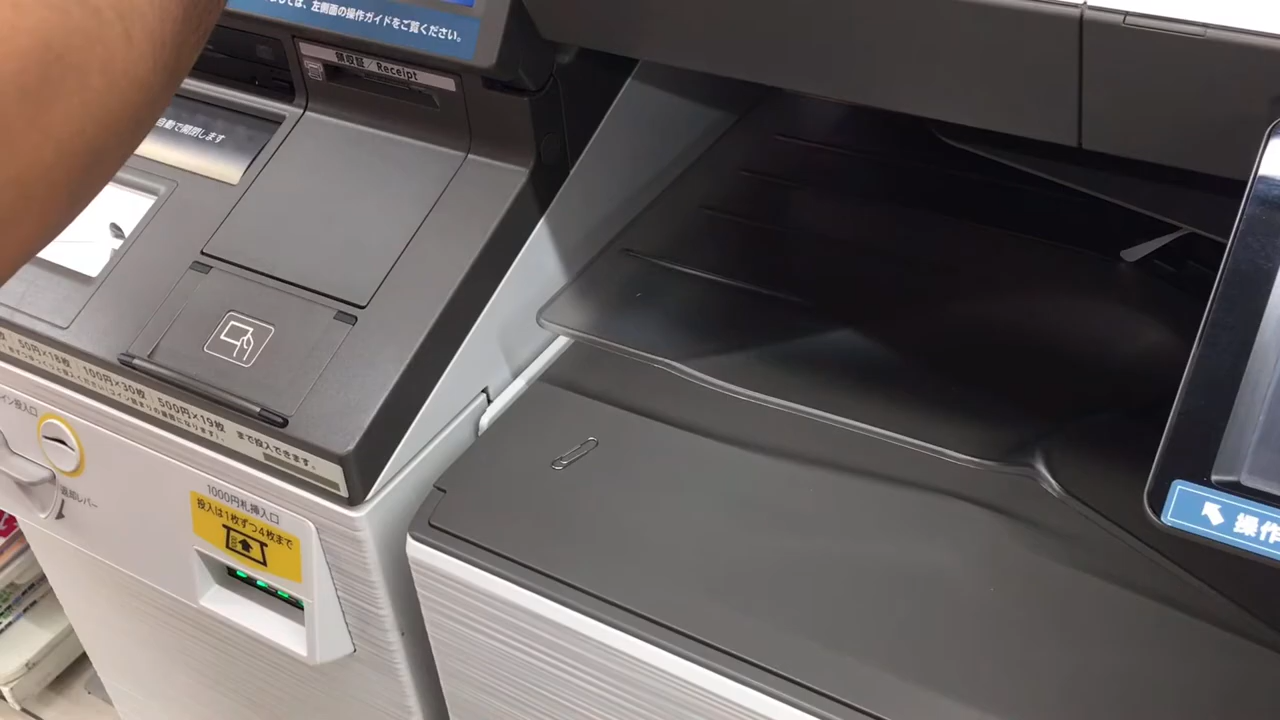 は、左側面の操作ガイドをご覧ください。
領収証/Receipt
自動で開閉します
50円×18枚 100円×30枚 500円×19枚 まで投入できます。
イン投入口
返却レバー
1000円札挿入口
投入は1枚ずつ4枚まで
操作